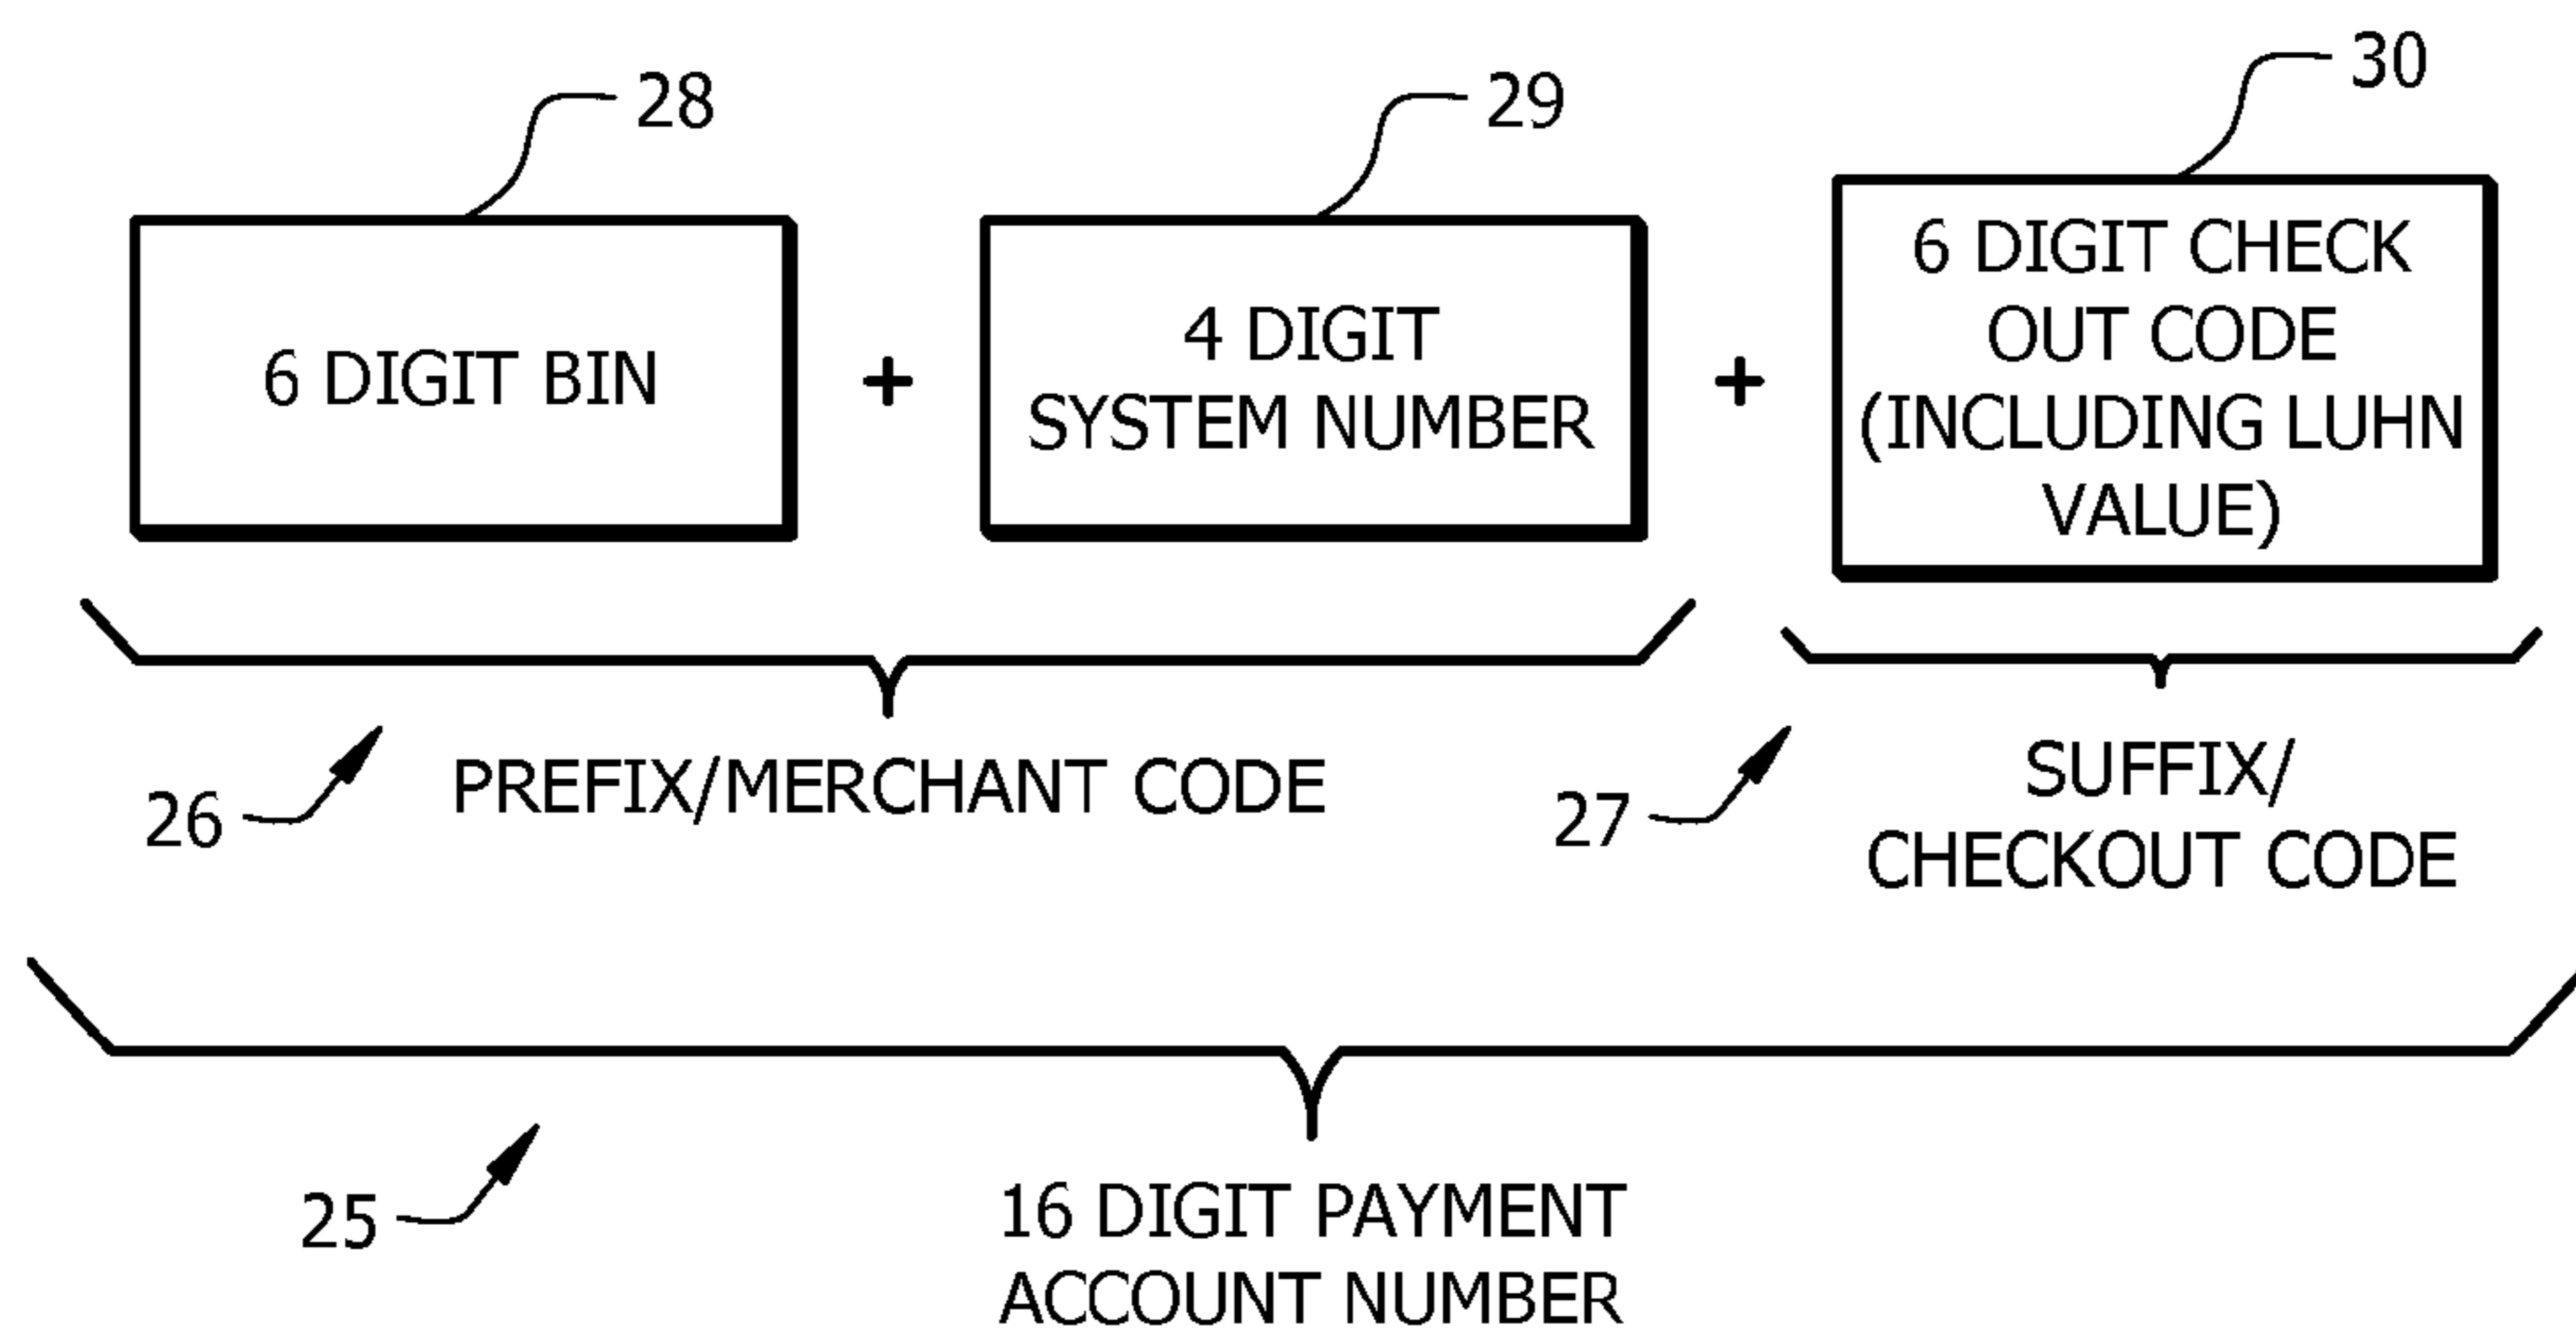 28
29
30
6 DIGIT BIN
+
4 DIGIT
SYSTEM NUMBER
+
6 DIGIT CHECK
OUT CODE
(INCLUDING LUHN
VALUE)
26
PREFIX/MERCHANT CODE
27
SUFFIX/
CHECKOUT CODE
25
16 DIGIT PAYMENT
ACCOUNT NUMBER